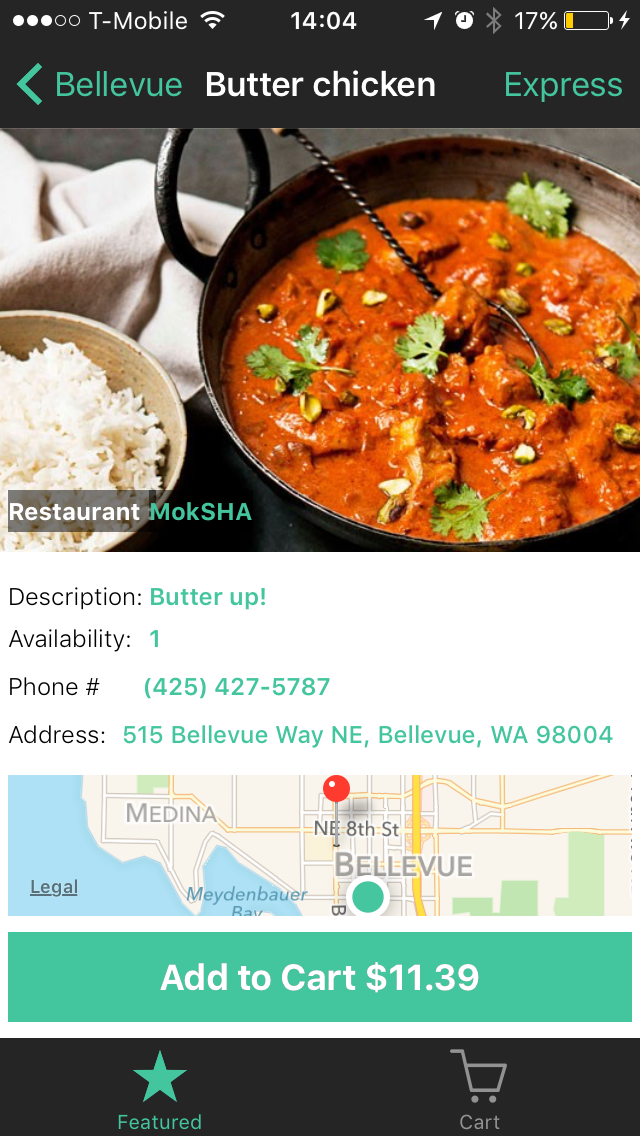 T-Mobile 14:04 17%
Bellevue Butter chicken Express
Restaurant MokSHA
Description: Butter up!
Availability: 1
Phone # (425) 427-5787
Address: 515 Bellevue Way NE, Bellevue, WA 98004
MEDINA
NE 8th St
BELLEVUE
Legal
Meydenbauer
Bay
B
Add to Cart $11.39
Featured Cart